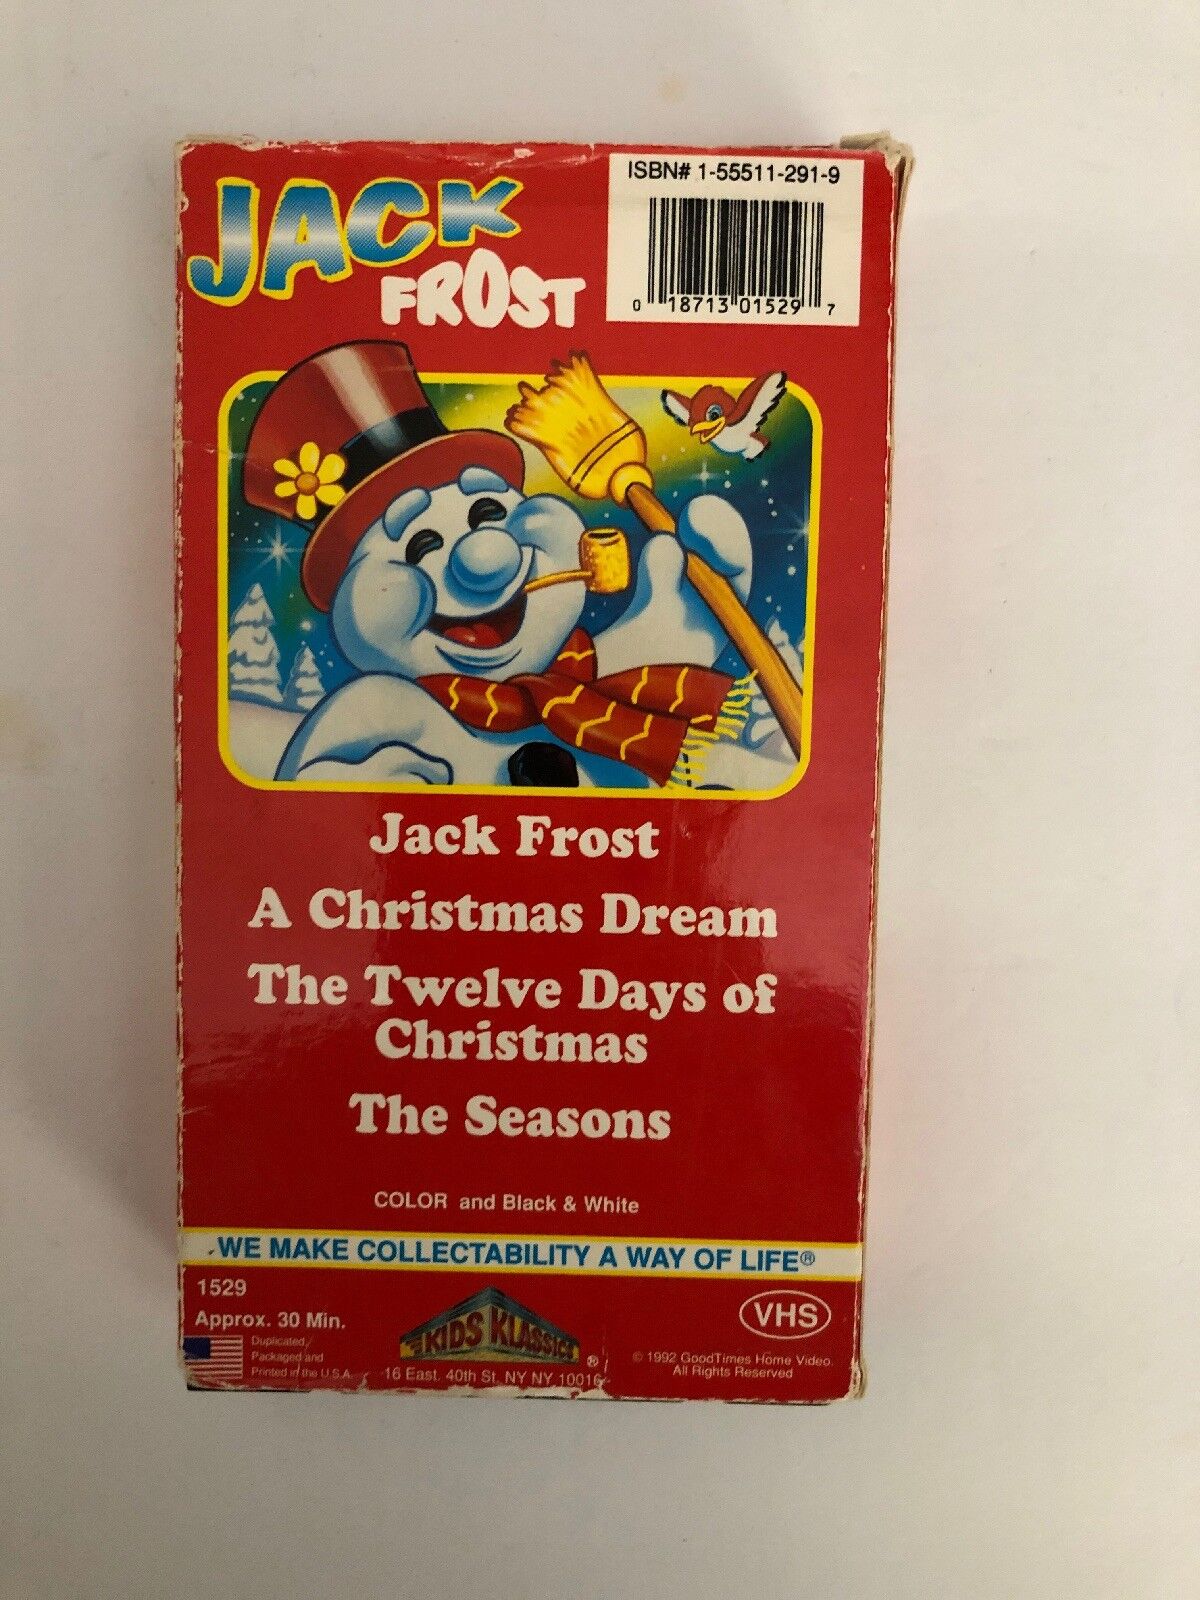 JACK
FROST
ISBN# 1-55511-291-9
0 18713 01529 7
Jack Frost
A Christmas Dream
The Twelve Days of
Christmas
The Seasons
COLOR and Black & White
WE MAKE COLLECTABILITY A WAY OF LIFE®
1529
Approx. 30 Min.
Duplicated,
Packaged and
Printed in the U.S.A.
KIDS KLASSICS ®
16 East. 40th St. NY NY 10016
VHS
© 1992 GoodTimes Home Video.
All Rights Reserved